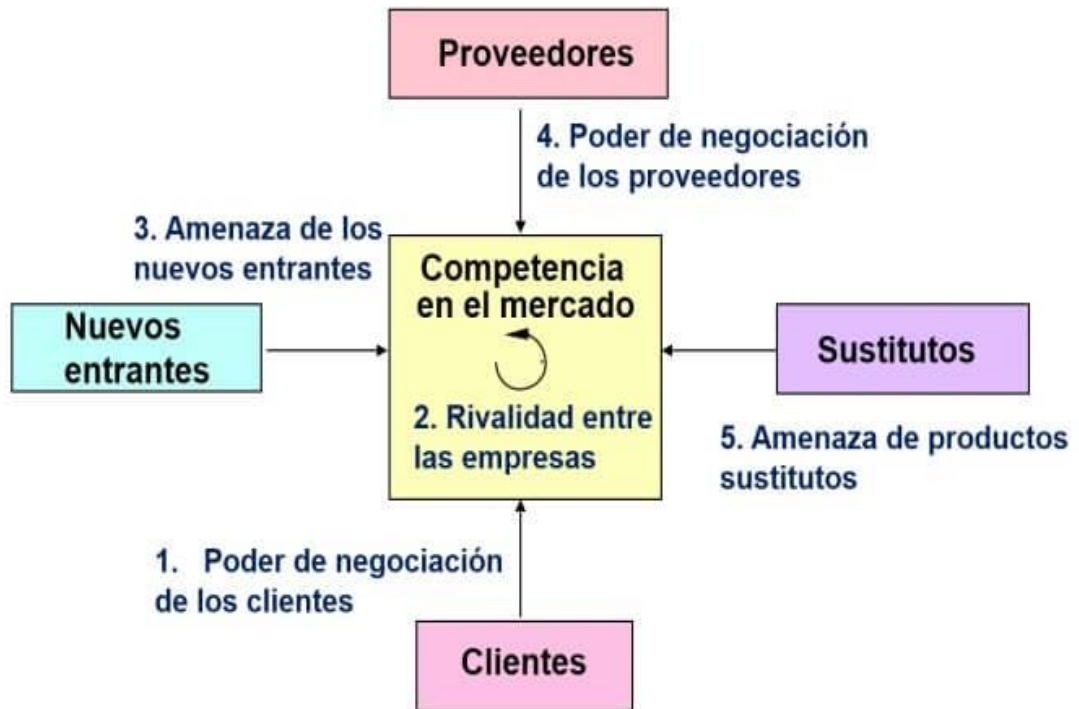 Proveedores
4. Poder de negociación
de los proveedores
3. Amenaza de los
nuevos entrantes
Competencia
en el mercado
Nuevos
entrantes
Sustitutos
2. Rivalidad entre
las empresas
5. Amenaza de productos
sustitutos
1. Poder de negociación
de los clientes
Clientes